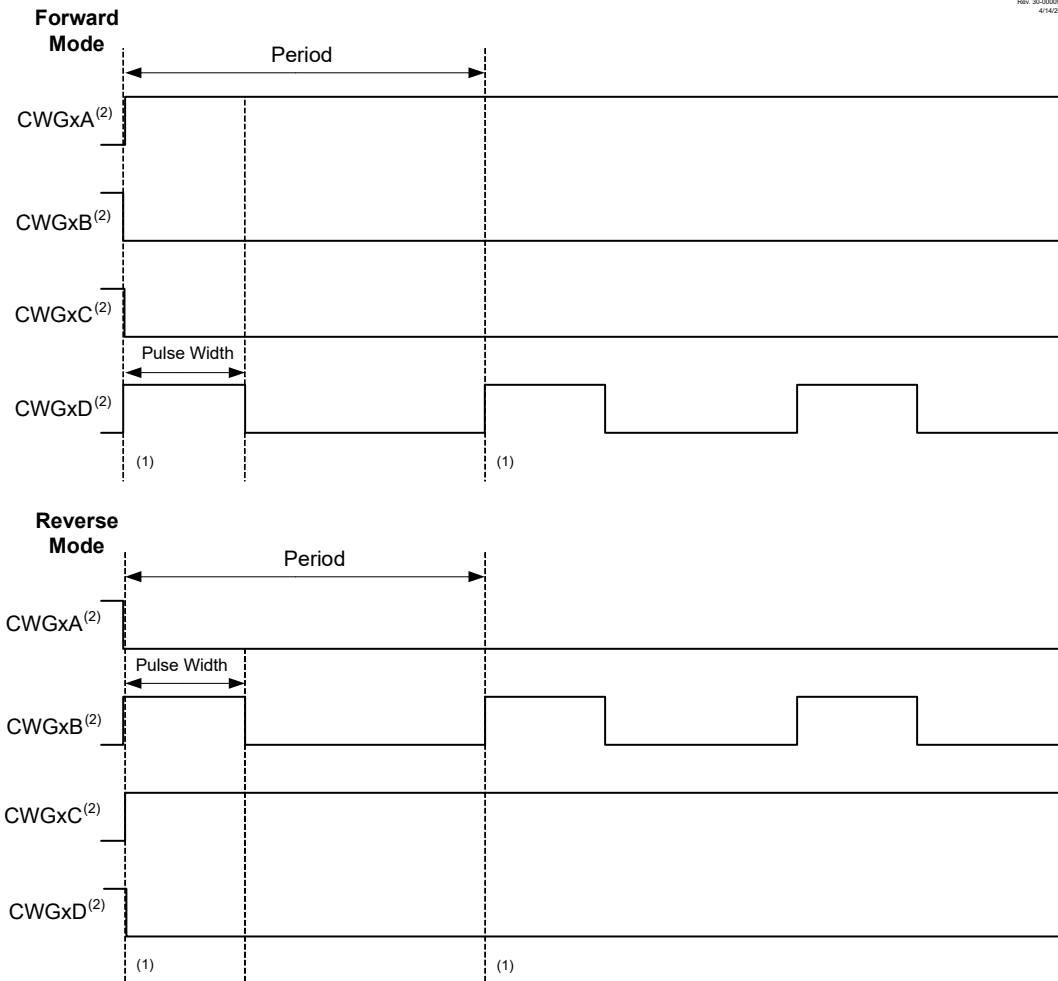 Forward
Mode
Period
CWGxA(2)
CWGxB(2)
CWGxC(2)
Pulse Width
CWGxD(2)
(1) (1)
Reverse
Mode
Period
CWGxA(2)
Pulse Width
CWGxB(2)
CWGxC(2)
CWGxD(2)
(1) (1)